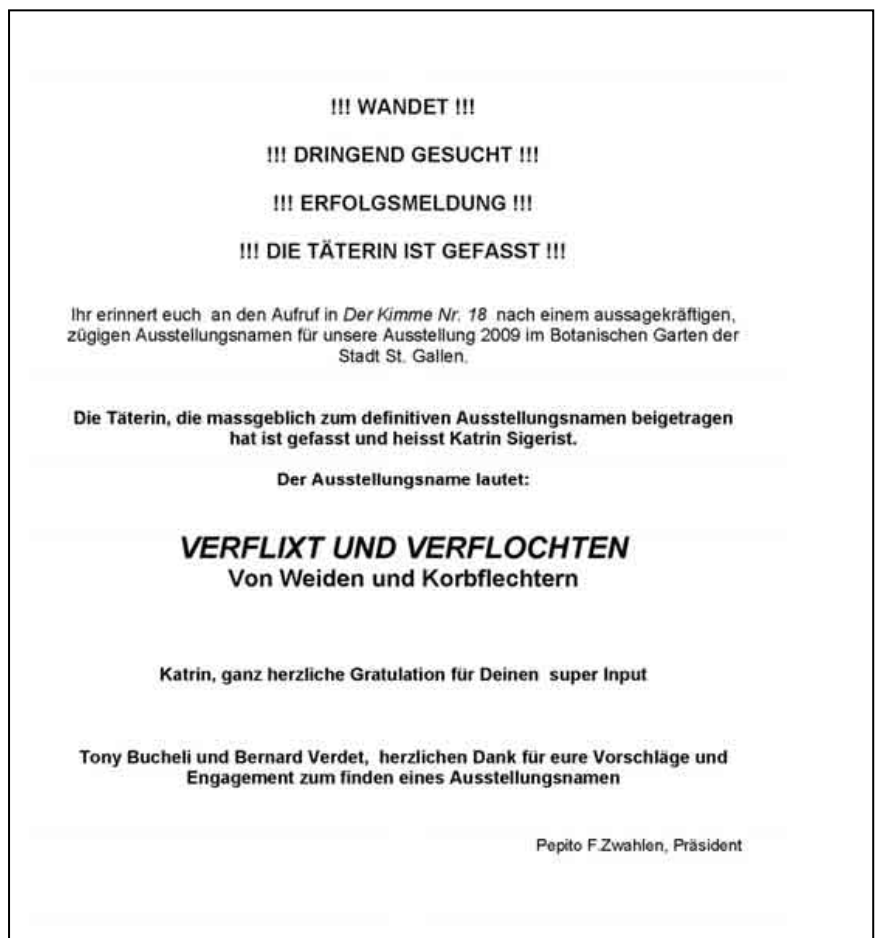 !!! WANDET !!!
!!! DRINGEND GESUCHT !!!
!!! ERFOLGSMELDUNG !!!
!!! DIE TÄTERIN IST GEFASST !!!
Ihr erinnert euch  an den Aufruf in Der Kimme Nr. 18  nach einem aussagekräftigen,
zügigen Ausstellungsnamen für unsere Ausstellung 2009 im Botanischen Garten der
Stadt St. Gallen.
Die Täterin, die massgeblich zum definitiven Ausstellungsnamen beigetragen
hat ist gefasst und heisst Katrin Sigerist.
Der Ausstellungsname lautet:
VERFLIXT UND VERFLOCHTEN
Von Weiden und Korbflechtern
Katrin, ganz herzliche Gratulation für Deinen  super Input
Tony Bucheli und Bernard Verdet,  herzlichen Dank für eure Vorschläge und
Engagement zum finden eines Ausstellungsnamen
Pepito F.Zwahlen, Präsident